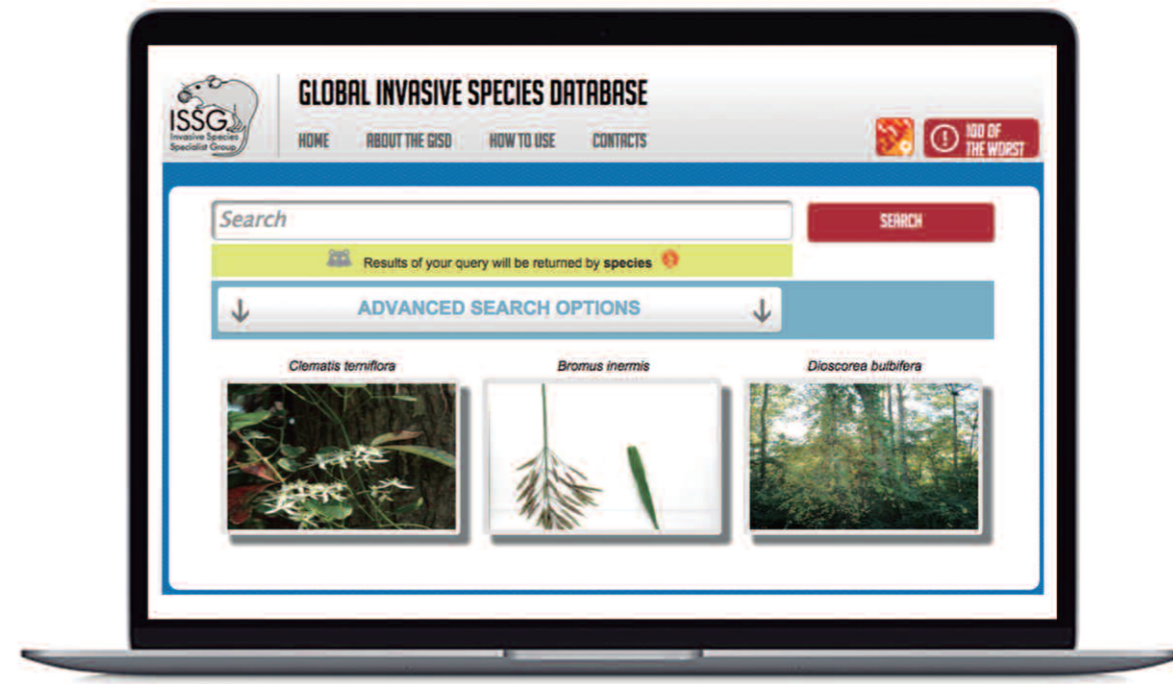 GLOBAL INVASIVE SPECIES DATABASE
ISSG
Invasive Species
Specialist Group
HOME ABOUT THE GISD HOW TO USE CONTACTS
100 OF
THE WORST
Search SEARCH
Results of your query will be returned by species
ADVANCED SEARCH OPTIONS
Clematis terniflora Bromus inermis Dioscorea bulbifera